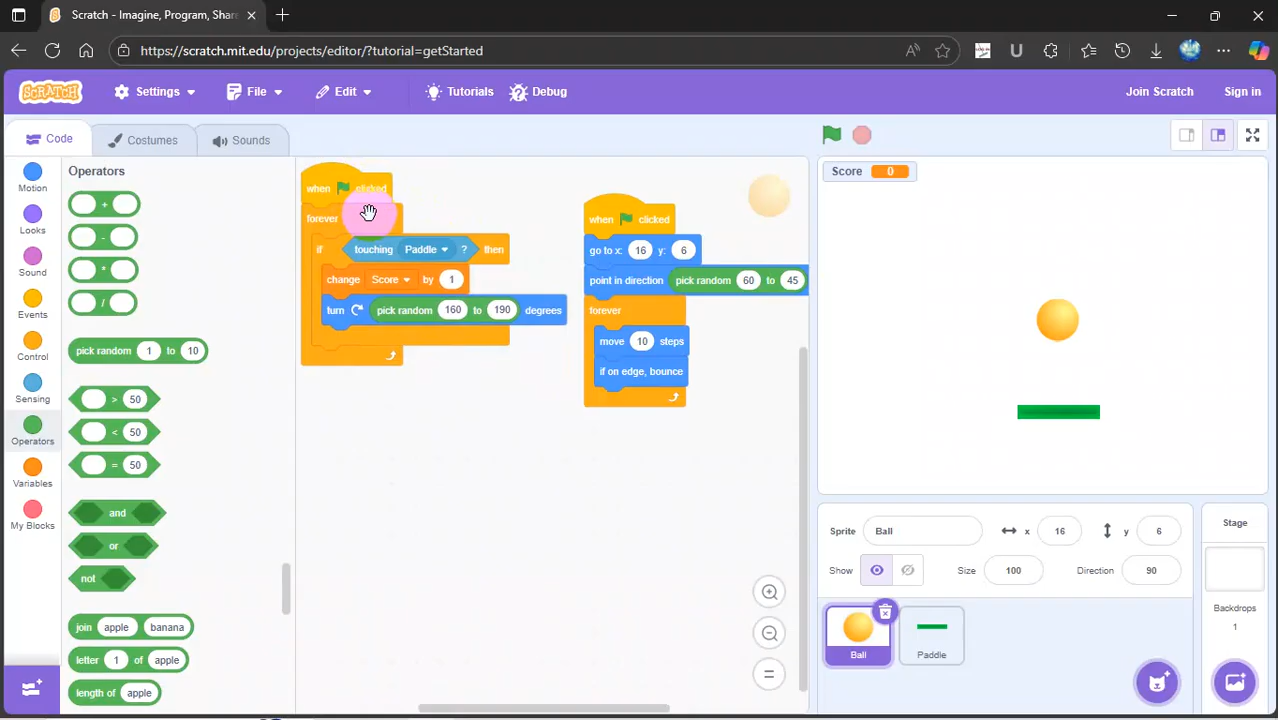 Scratch - Imagine, Program, Shar
https://scratch.mit.edu/projects/editor/?tutorial=getStarted
SCRATCH
Settings
File
Edit
Tutorials
Debug
Join Scratch
Sign in
Code
Costumes
Sounds
Motion
Looks
Sound
Events
Control
Sensing
Operators
Variables
My Blocks
Operators
+
-
*
/
pick random 1 to 10
> 50
< 50
= 50
and
or
not
join apple banana
letter 1 of apple
length of apple
when clicked
forever
if touching Paddle ? then
change Score by 1
turn pick random 160 to 190 degrees
when clicked
go to x: 16 y: 6
point in direction pick random 60 to 45
forever
move 10 steps
if on edge, bounce
Score 0
Sprite Ball x 16 y 6
Show Size 100 Direction 90
Ball
Paddle
Stage
Backdrops
1